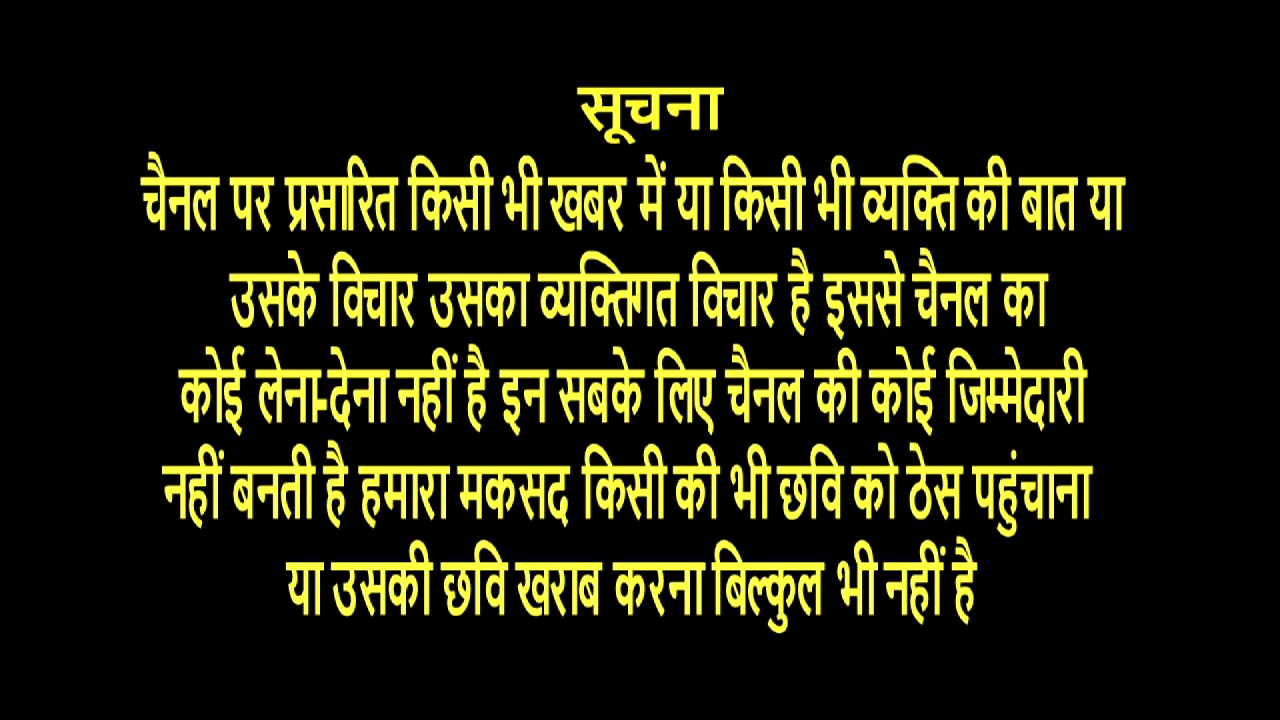 सूचना
चैनल पर प्रसारित किसी भी खबर में या किसी भी व्यक्ति की बात या
उसके विचार उसका व्यक्तिगत विचार है इससे चैनल का
कोई लेना-देना नहीं है इन सबके लिए चैनल की कोई जिम्मेदारी
नहीं बनती है हमारा मकसद किसी की भी छवि को ठेस पहुंचाना
या उसकी छवि खराब करना बिल्कुल भी नहीं है